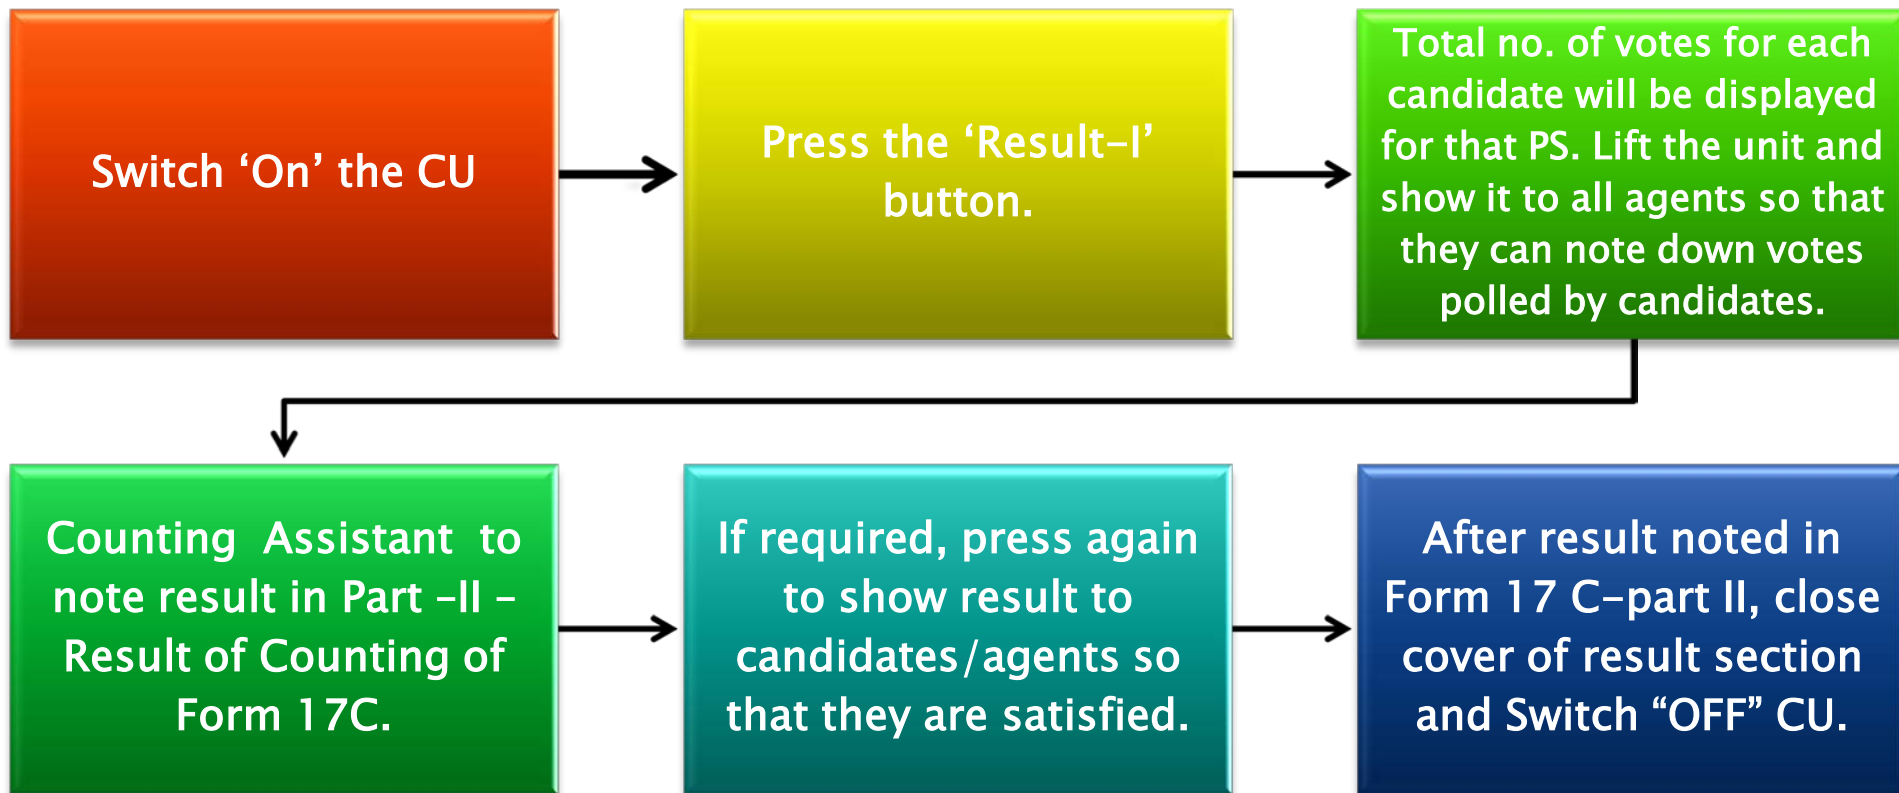 Switch ‘On’ the CU
Press the ‘Result-I’
button.
Total no. of votes for each
candidate will be displayed
for that PS. Lift the unit and
show it to all agents so that
they can note down votes
polled by candidates.
Counting Assistant to
note result in Part -II -
Result of Counting of
Form 17C.
If required, press again
to show result to
candidates/agents so
that they are satisfied.
After result noted in
Form 17 C-part II, close
cover of result section
and Switch “OFF” CU.